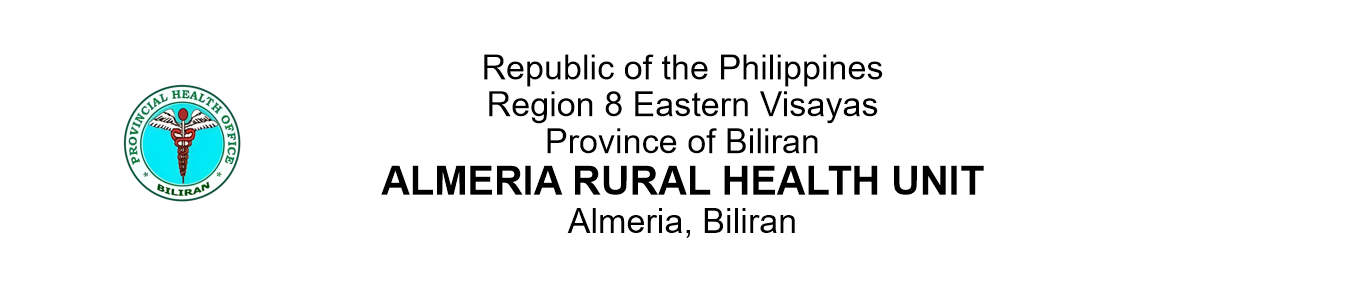 PROVINCIAL HEALTH OFFICE
* BILIRAN *
Republic of the Philippines
Region 8 Eastern Visayas
Province of Biliran
ALMERIA RURAL HEALTH UNIT
Almeria, Biliran